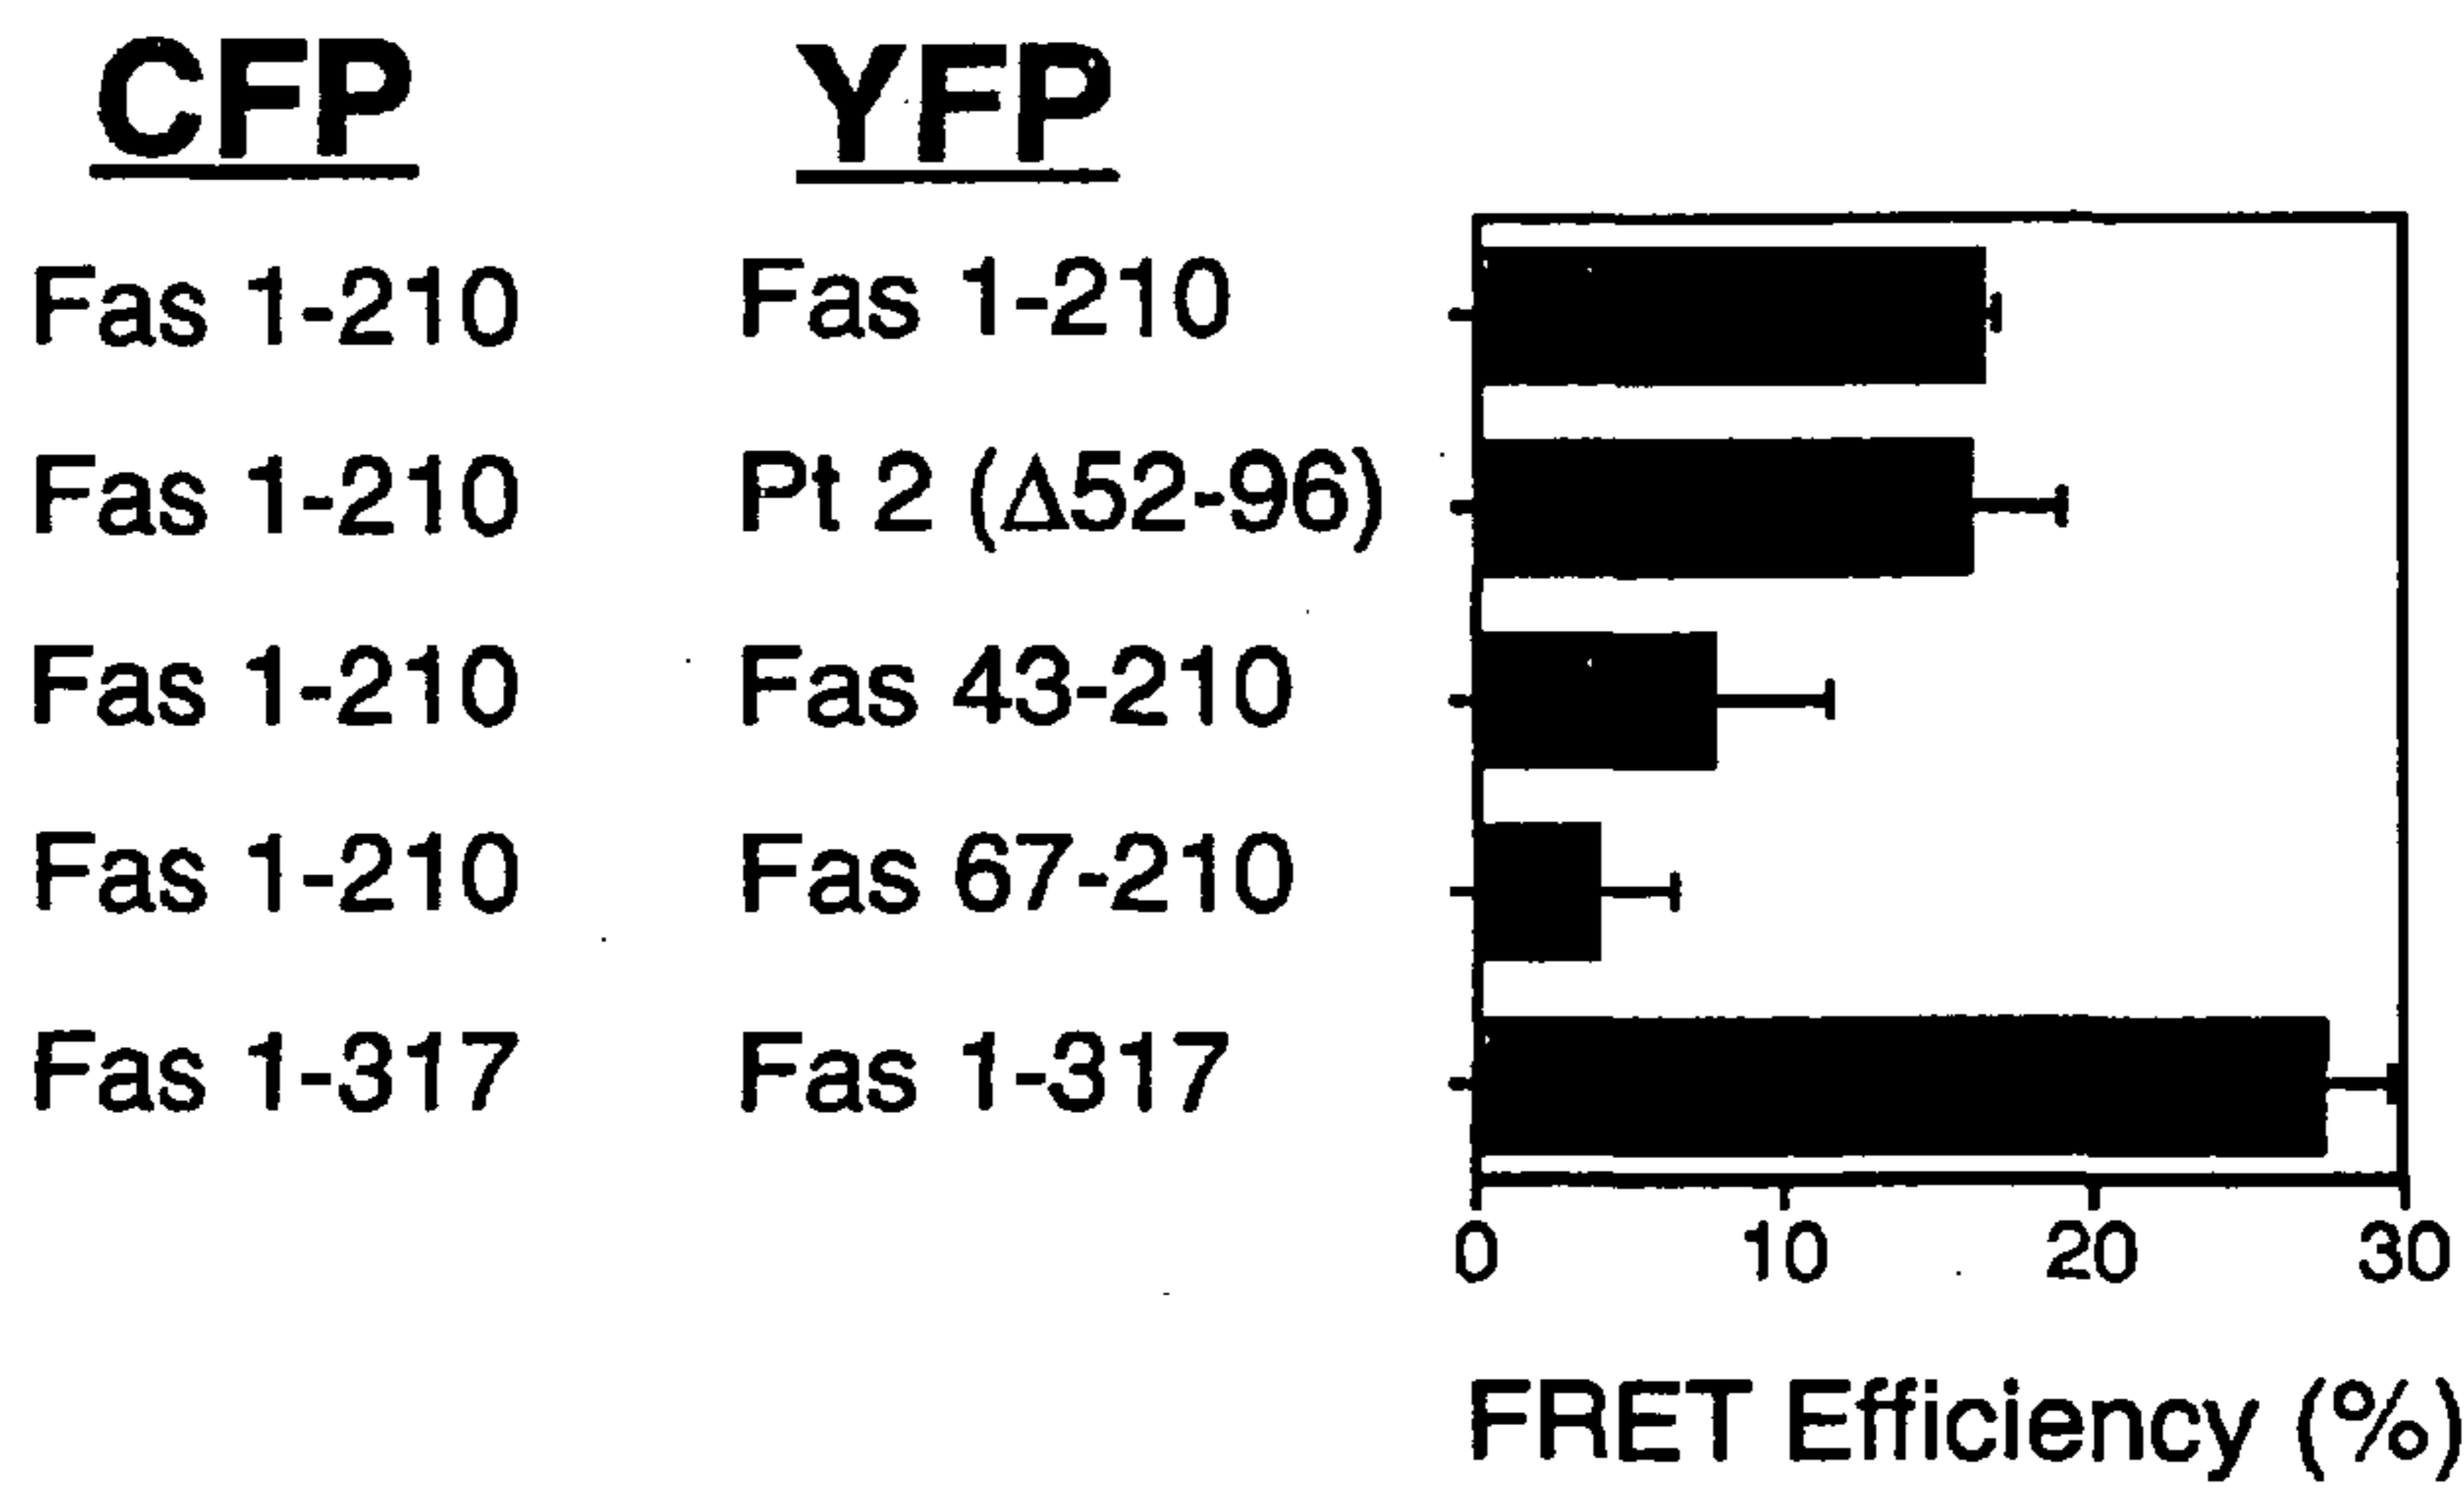 CFP YFP
Fas 1-210 Fas 1-210
Fas 1-210 Pt 2 (Δ52-96)
Fas 1-210 Fas 43-210
Fas 1-210 Fas 67-210
Fas 1-317 Fas 1-317
0 10 20 30
FRET Efficiency (%)